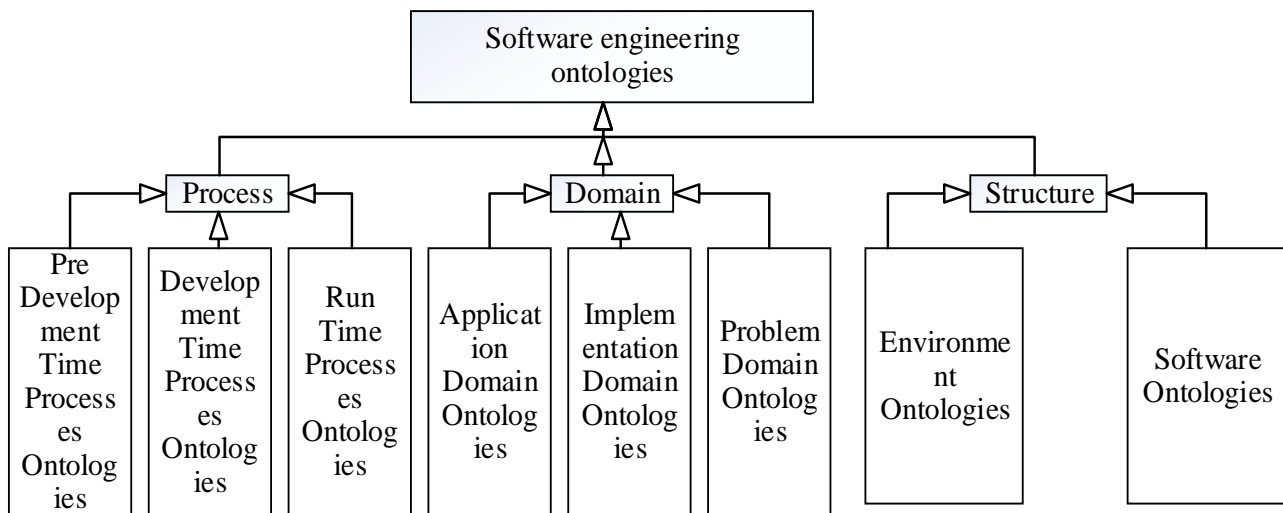 Software engineering
ontologies
Process
Domain
Structure
Pre
Develop
ment
Time
Process
es
Ontolog
ies
Develop
ment
Time
Process
es
Ontolog
ies
Run
Time
Process
es
Ontolog
ies
Applicat
ion
Domain
Ontolog
ies
Implem
entation
Domain
Ontolog
ies
Problem
Domain
Ontolog
ies
Environme
nt
Ontologies
Software
Ontologies